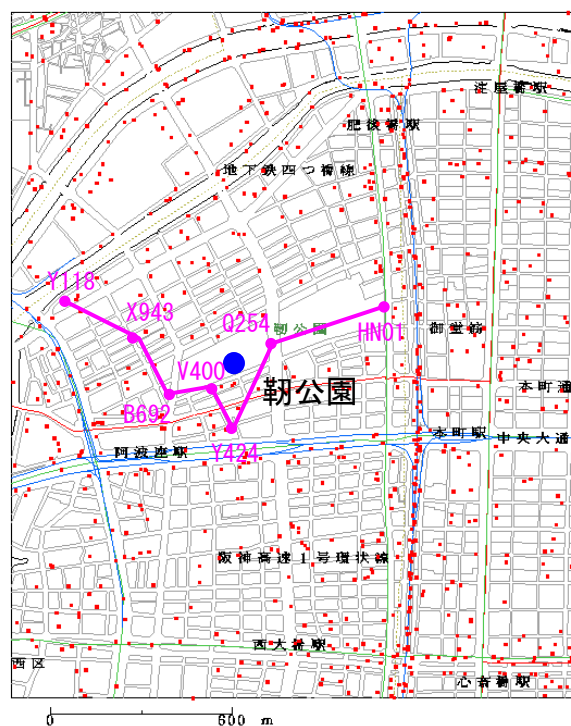 淀屋橋駅
肥後橋駅
地下鉄四つ橋線
Y118
X943
Q254
靭公園
HN01
御堂筋
V400
靭公園
本町通
B692
Y424
本町駅
中央大通
阿波座駅
阪神高速1号環状線
西大橋駅
西区
心斎橋駅
0 600 m